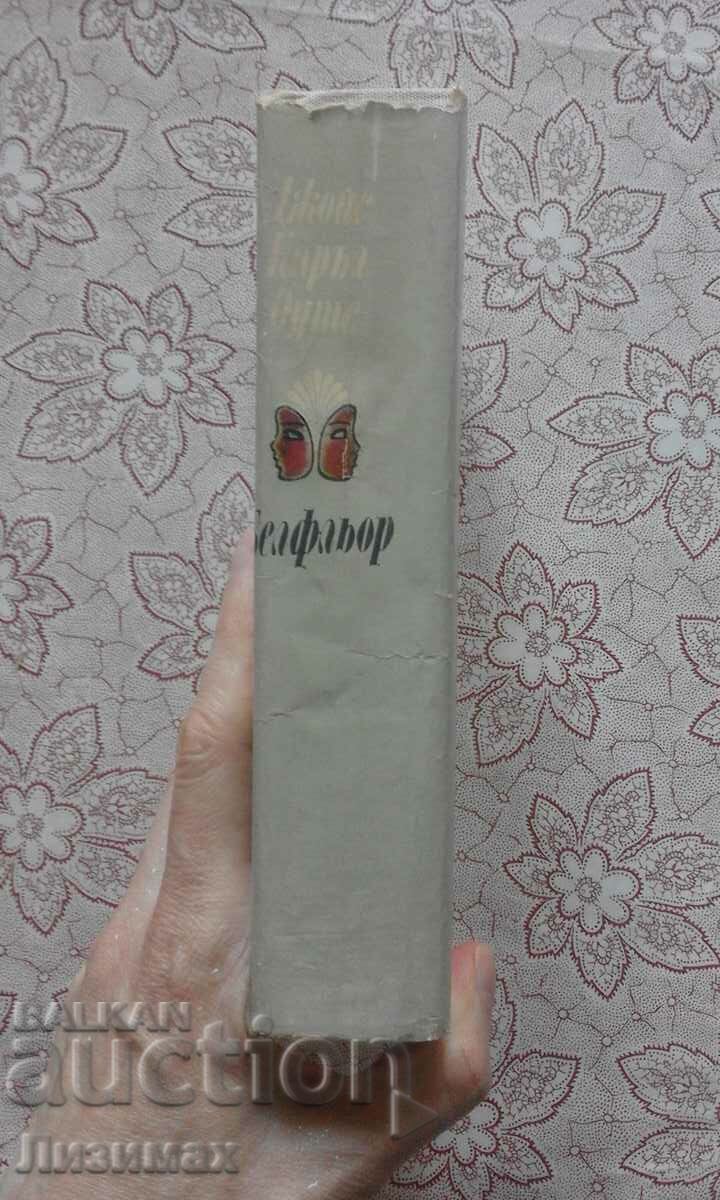 Джойс
Карол
Оутс
Белфльор
BALKAN
auction
Лизимах